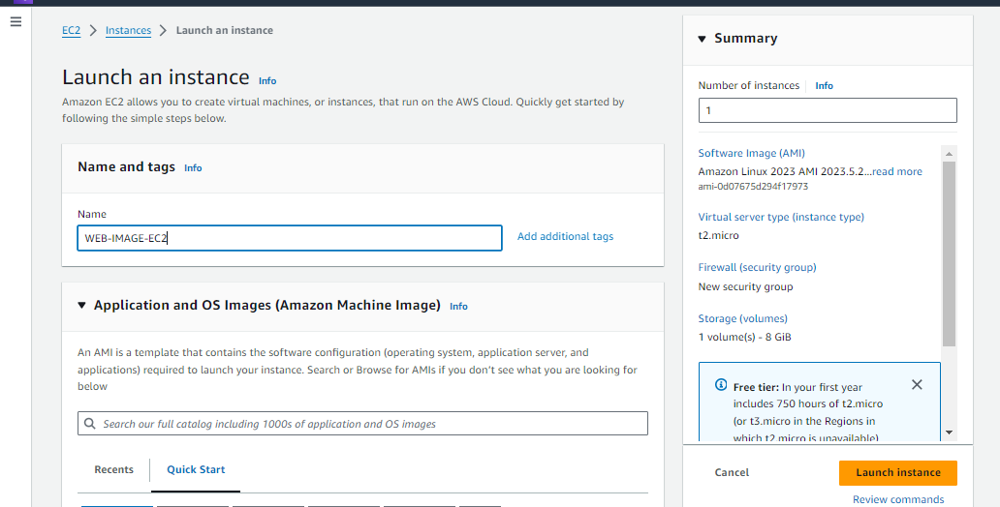 EC2 > Instances > Launch an instance
Launch an instance Info
Amazon EC2 allows you to create virtual machines, or instances, that run on the AWS Cloud. Quickly get started by
following the simple steps below.
Name and tags Info
Name
WEB-IMAGE-EC2
Add additional tags
Application and OS Images (Amazon Machine Image) Info
An AMI is a template that contains the software configuration (operating system, application server, and
applications) required to launch your instance. Search or Browse for AMIs if you don't see what you are looking for
below
Search our full catalog including 1000s of application and OS images
Recents
Quick Start
Summary
Number of instances Info
1
Software Image (AMI)
Amazon Linux 2023 AMI 2023.5.2...read more
ami-0d07675d294f17973
Virtual server type (instance type)
t2.micro
Firewall (security group)
New security group
Storage (volumes)
1 volume(s) - 8 GiB
Free tier: In your first year
includes 750 hours of t2.micro
(or t3.micro in the Regions in
which t2.micro is unavailable)
Cancel
Launch instance
Review commands